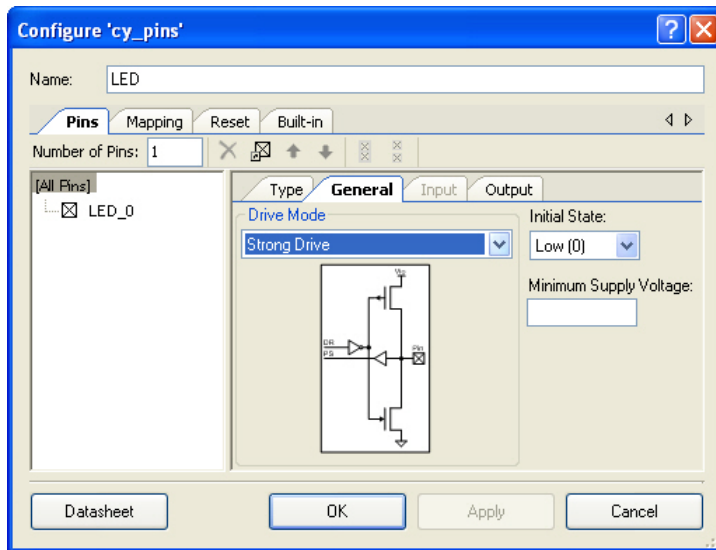 Configure 'cy_pins'
Name: LED
Pins Mapping Reset Built-in
Number of Pins: 1
[All Pins]
LED_0
Type General Input Output
Drive Mode
Strong Drive
Initial State:
Low (0)
Minimum Supply Voltage:
DR
PS
Pin
Datasheet OK Apply Cancel